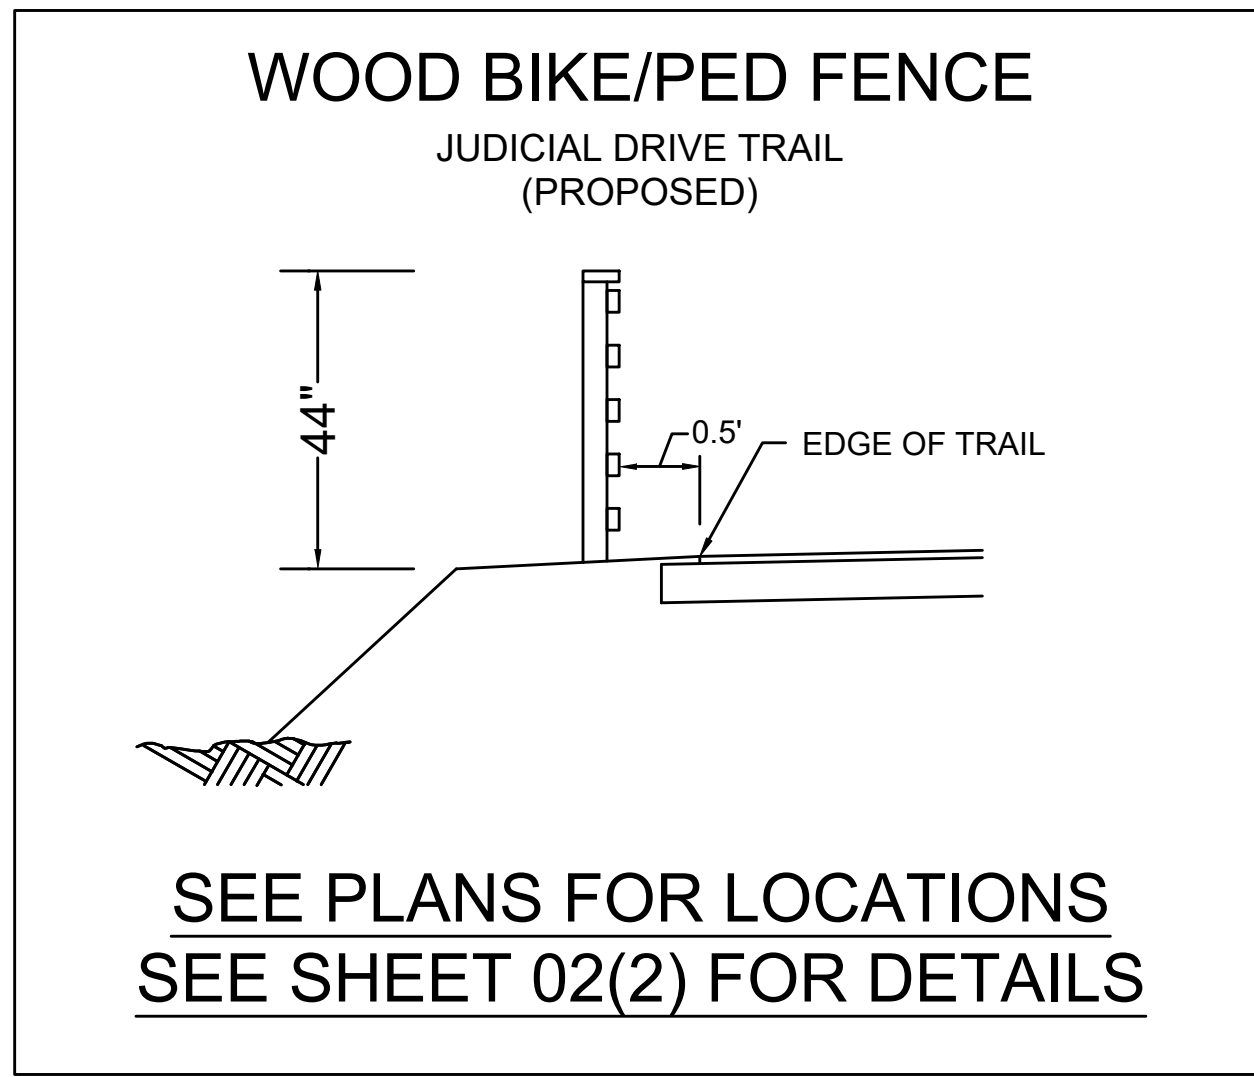 WOOD BIKE/PED FENCE
JUDICIAL DRIVE TRAIL
(PROPOSED)
44"
0.5'
EDGE OF TRAIL
SEE PLANS FOR LOCATIONS
SEE SHEET 02(2) FOR DETAILS